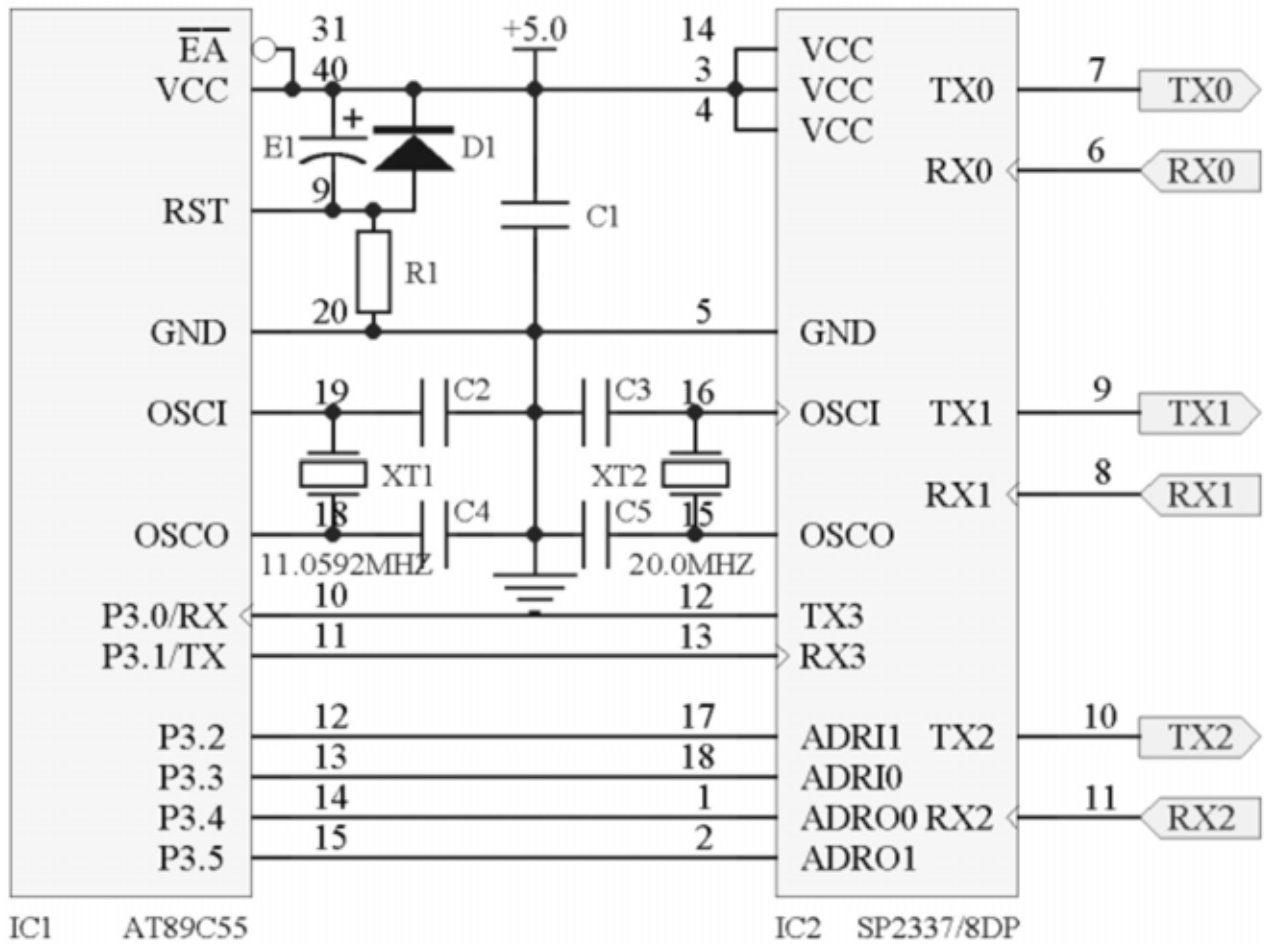 EA 31 +5.0 14 VCC
VCC 40 3 VCC TX0 7 TX0
4 VCC
E1 + D1
RX0 6 RX0
RST 9 C1
R1
GND 20 5 GND
OSCI 19 C2 C3 16 OSCI TX1 9 TX1
XT1 XT2 RX1 8 RX1
OSCO 18 C4 C5 15 OSCO
11.0592MHZ 20.0MHZ
P3.0/RX 10 12 TX3
P3.1/TX 11 13 RX3
P3.2 12 17 ADRI1 TX2 10 TX2
P3.3 13 18 ADRI0
P3.4 14 1 ADRO0 RX2 11 RX2
P3.5 15 2 ADRO1
IC1 AT89C55 IC2 SP2337/8DP